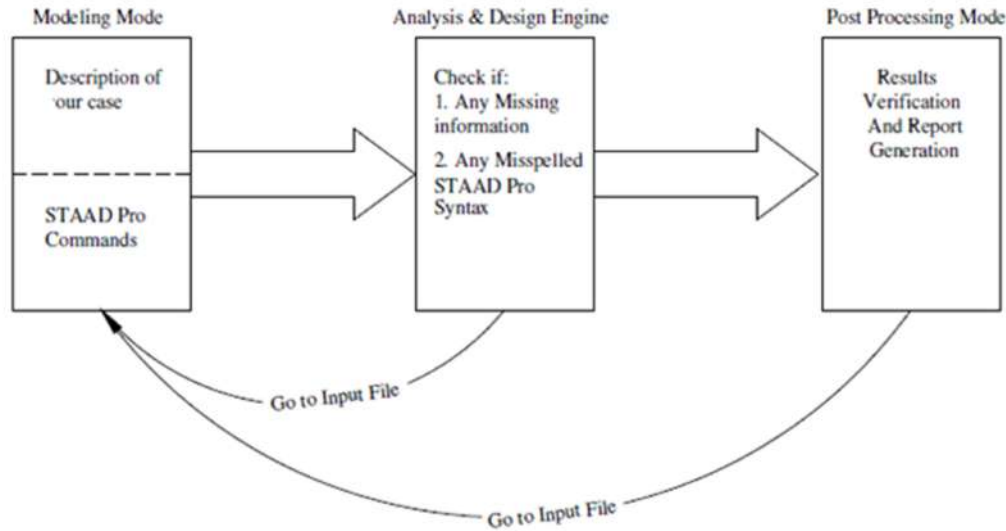 Modeling Mode
Analysis & Design Engine
Post Processing Mode
Description of
our case
STAAD Pro
Commands
Check if:
1. Any Missing
information
2. Any Misspelled
STAAD Pro
Syntax
Results
Verification
And Report
Generation
Go to Input File
Go to Input File